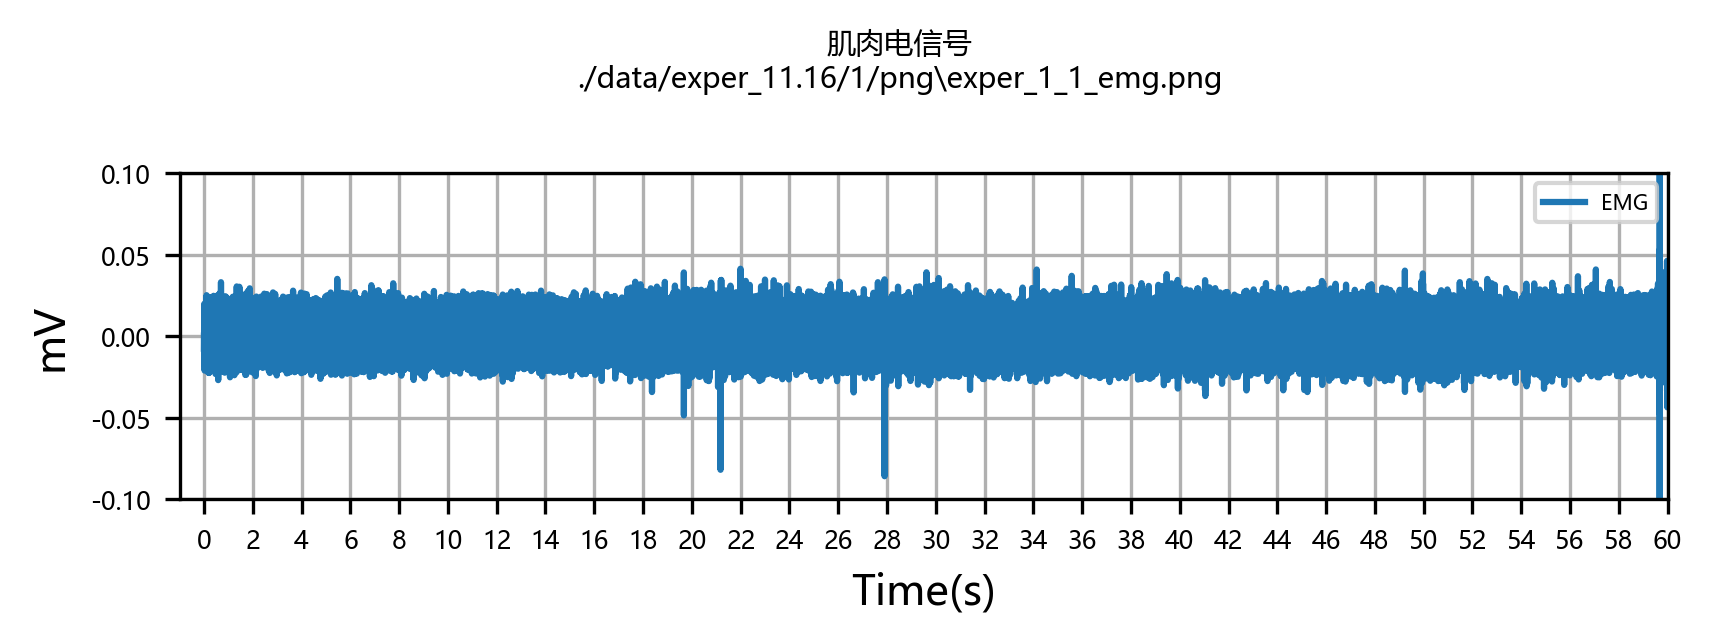 肌肉电信号
./data/exper_11.16/1/png\exper_1_1_emg.png
0.10
0.05
0.00
-0.05
-0.10
mV
EMG
0 2 4 6 8 10 12 14 16 18 20 22 24 26 28 30 32 34 36 38 40 42 44 46 48 50 52 54 56 58 60
Time(s)